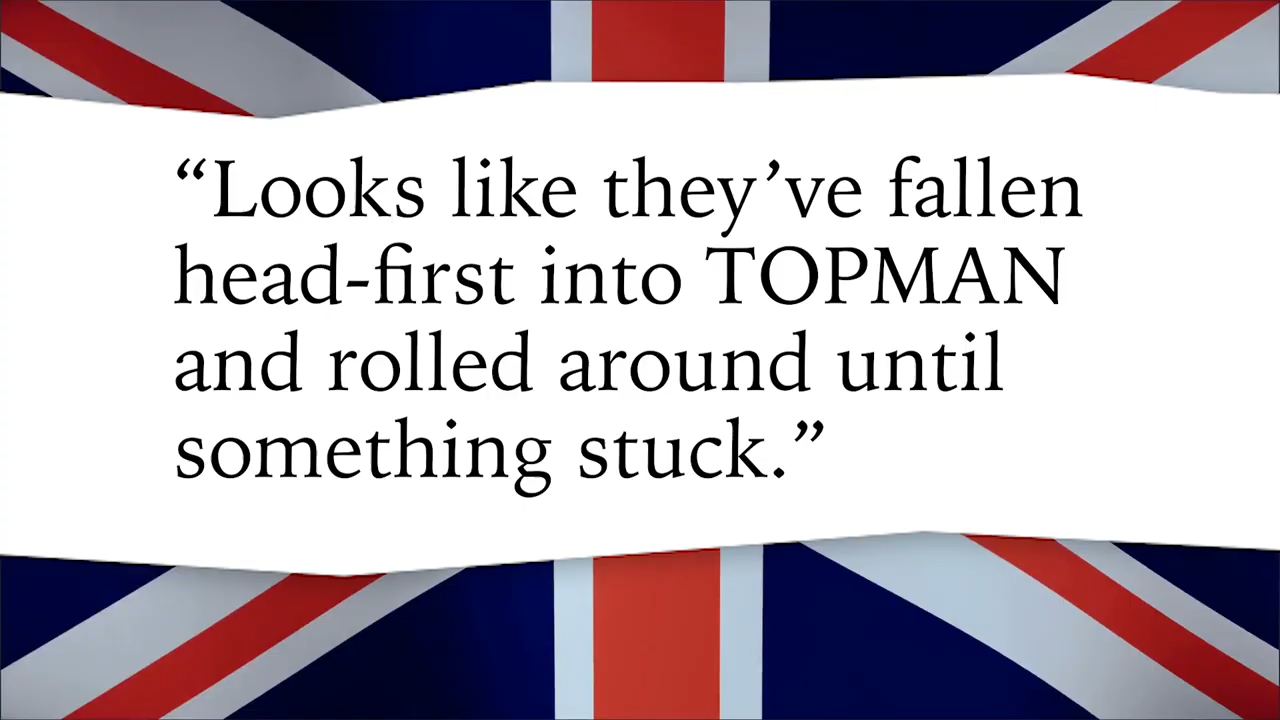 “Looks like they’ve fallen
head-first into TOPMAN
and rolled around until
something stuck.”